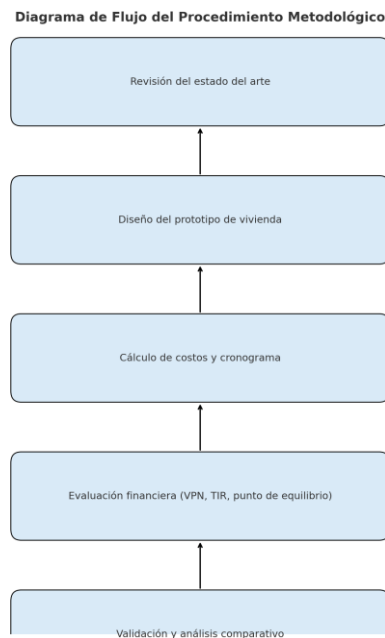 Diagrama de Flujo del Procedimiento Metodológico
Revisión del estado del arte
Diseño del prototipo de vivienda
Cálculo de costos y cronograma
Evaluación financiera (VPN, TIR, punto de equilibrio)
Validación y análisis comparativo